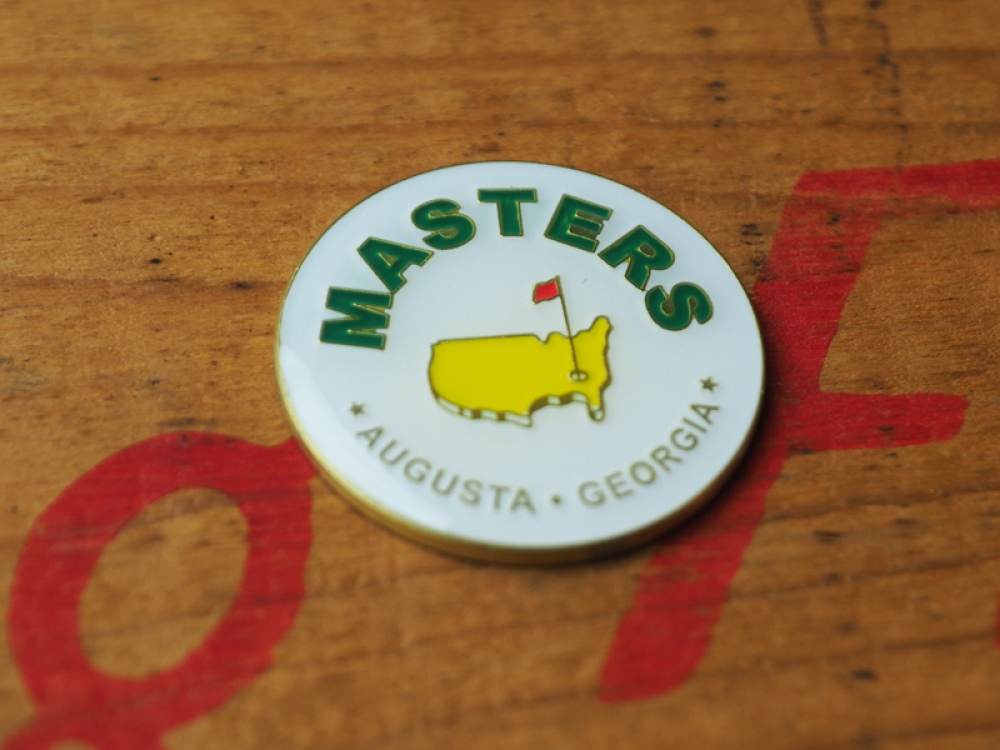 MASTERS
★ AUGUSTA • GEORGIA ★